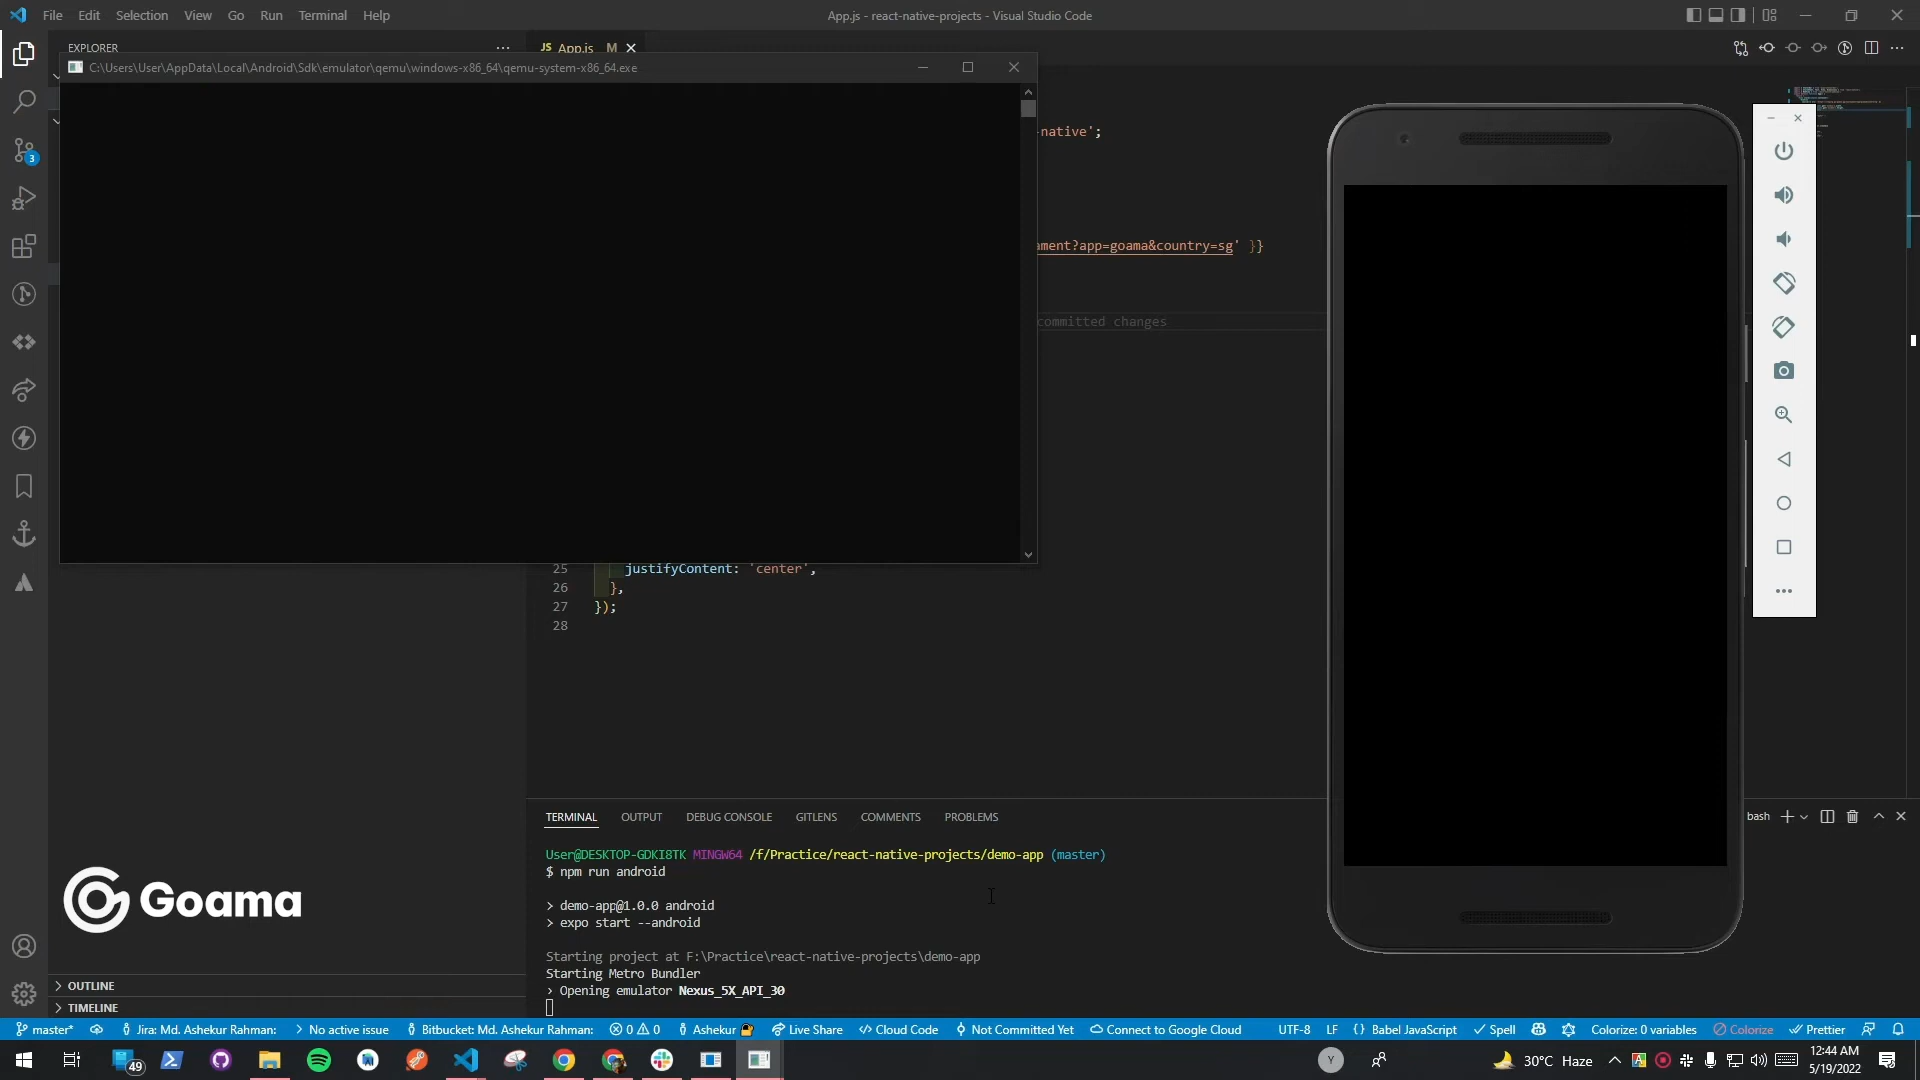 File Edit Selection View Go Run Terminal Help
App.js - react-native-projects - Visual Studio Code
EXPLORER
JS App.js M
C:\Users\User\AppData\Local\Android\Sdk\emulator\qemu\windows-x86_64\qemu-system-x86_64.exe
-native';
ament?app=goama&country=sg' }}
committed changes
3
25 justifyContent: 'center',
26 },
27 });
28
TERMINAL OUTPUT DEBUG CONSOLE GITLENS COMMENTS PROBLEMS
bash
User@DESKTOP-GDKI8TK MINGW64 /f/Practice/react-native-projects/demo-app (master)
$ npm run android
> demo-app@1.0.0 android
> expo start --android
Starting project at F:\Practice\react-native-projects\demo-app
Starting Metro Bundler
› Opening emulator Nexus_5X_API_30
Goama
OUTLINE
TIMELINE
master* Jira: Md. Ashekur Rahman: No active issue Bitbucket: Md. Ashekur Rahman: 0 0 Ashekur Live Share Cloud Code Not Committed Yet Connect to Google Cloud UTF-8 LF {} Babel JavaScript Spell Colorize: 0 variables Colorize Prettier
49
Y
30°C Haze
A
12:44 AM
5/19/2022